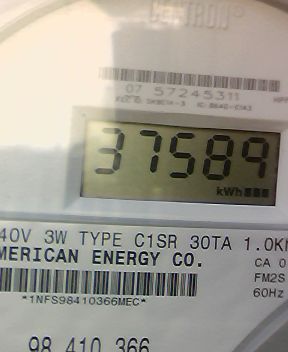 CENTRON®
07 57245311
37589
kWh
40V 3W TYPE C1SR 30TA 1.0K
MERICAN ENERGY CO.
CA 0
FM2S
*1NFS98410366MEC*
60Hz
98 410 366